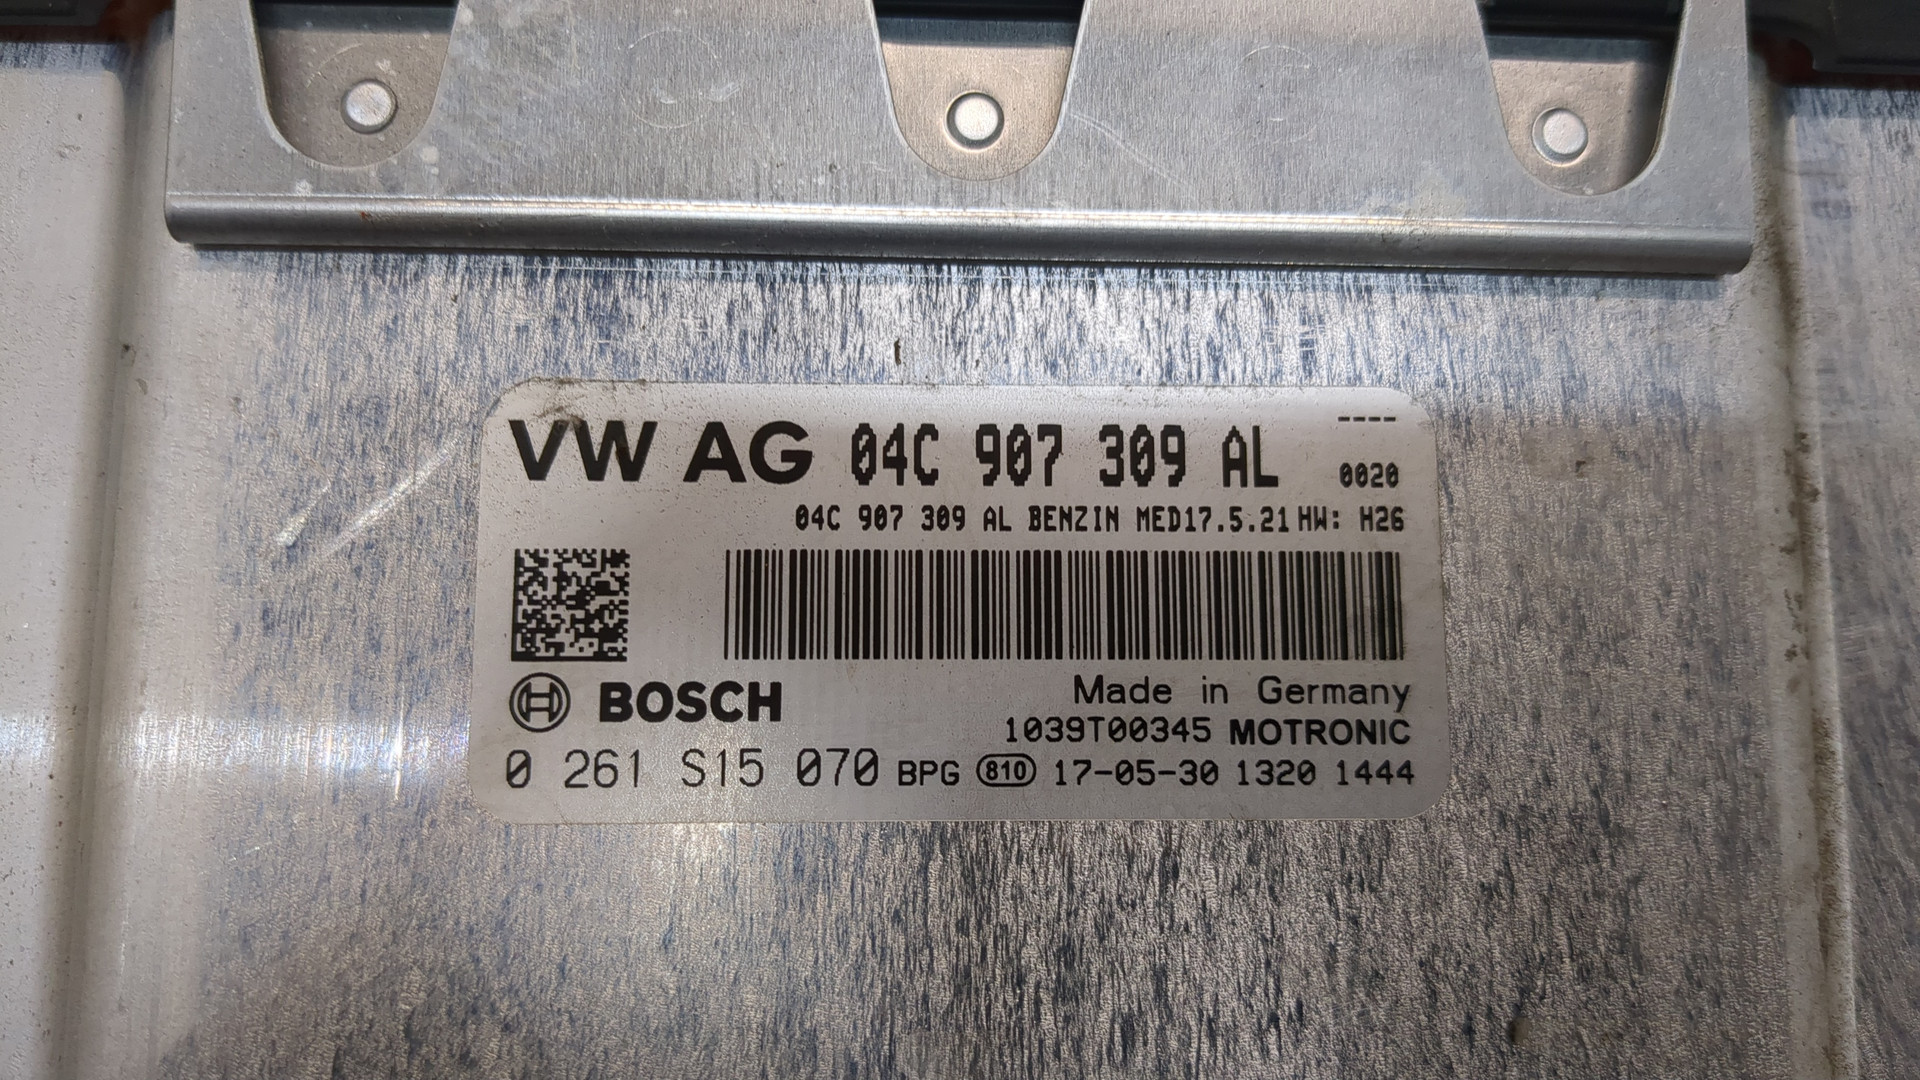 VW AG 04C 907 309 AL ----
0020
04C 907 309 AL BENZIN MED17.5.21 HW: H26
BOSCH
Made in Germany
1039T00345 MOTRONIC
0 261 S15 070 BPG 810 17-05-30 1320 1444